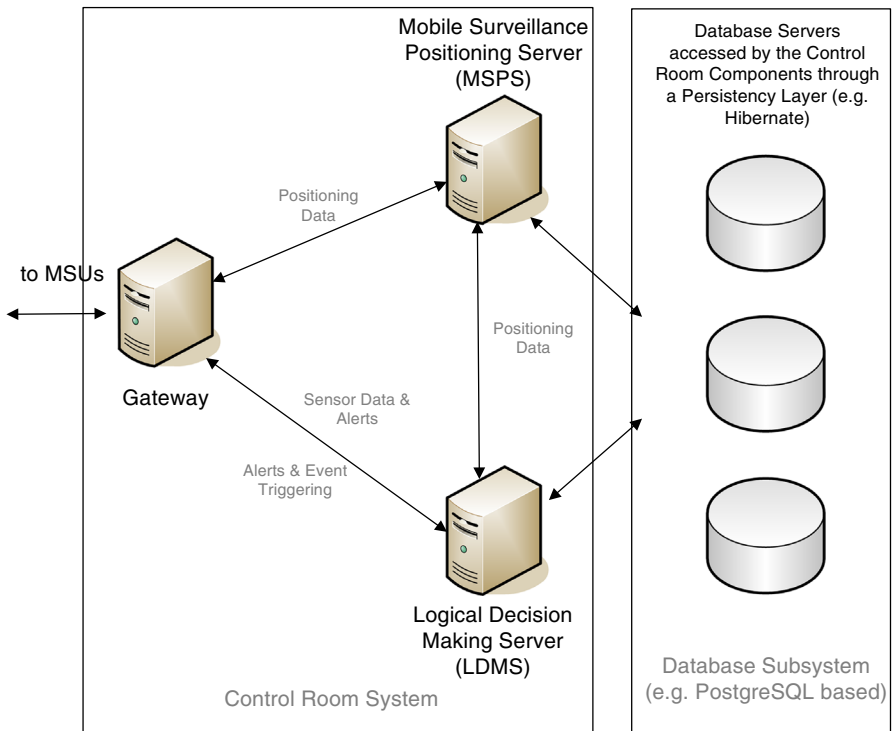 Mobile Surveillance
Positioning Server
(MSPS)
Database Servers
accessed by the Control
Room Components through
a Persistency Layer (e.g.
Hibernate)
Positioning
Data
to MSUs
Gateway
Positioning
Data
Sensor Data &
Alerts
Alerts & Event
Triggering
Logical Decision
Making Server
(LDMS)
Control Room System
Database Subsystem
(e.g. PostgreSQL based)